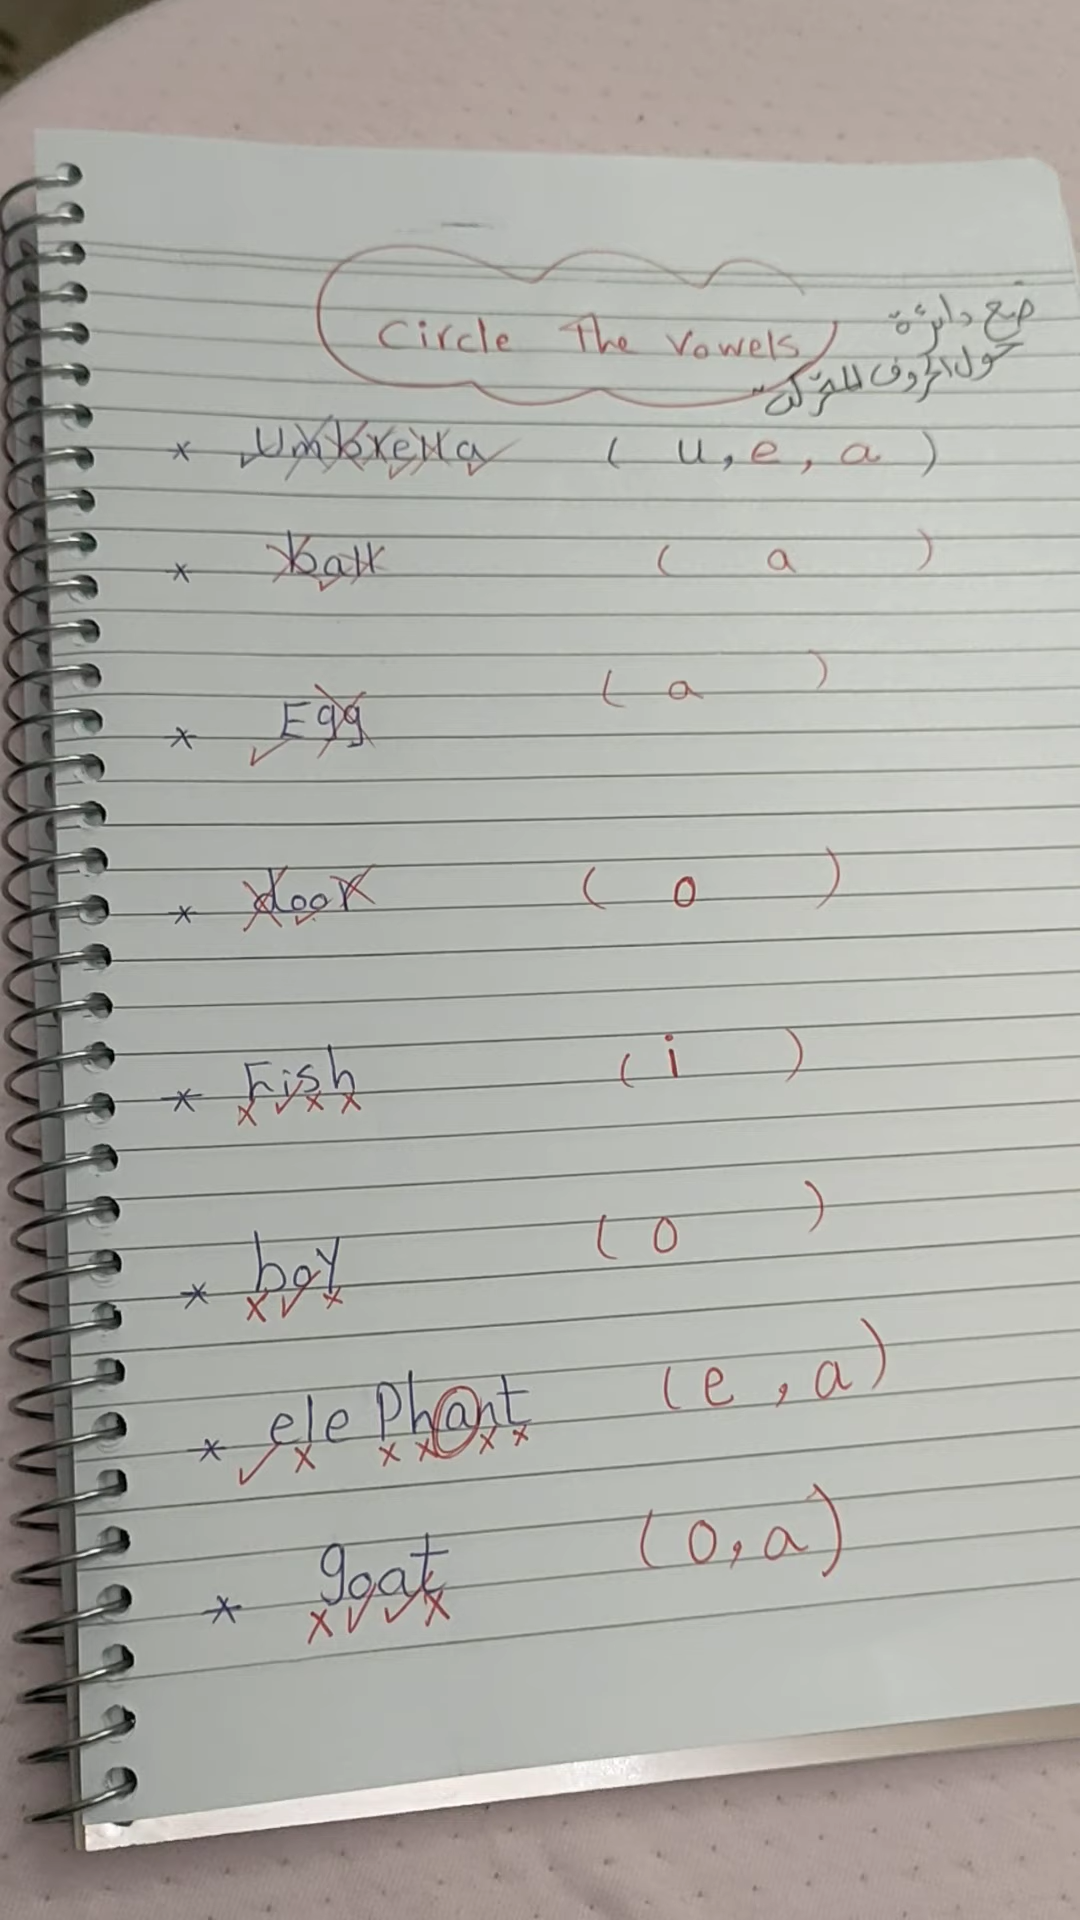 Circle The Vowels
ضع دائرة
حول الحروف المتحركة
* Umbrella ( u, e, a )
* ball ( a )
* Egg ( a )
* door ( o )
* Fish ( i )
* boy ( o )
* elePhant ( e , a )
* goat ( o, a )